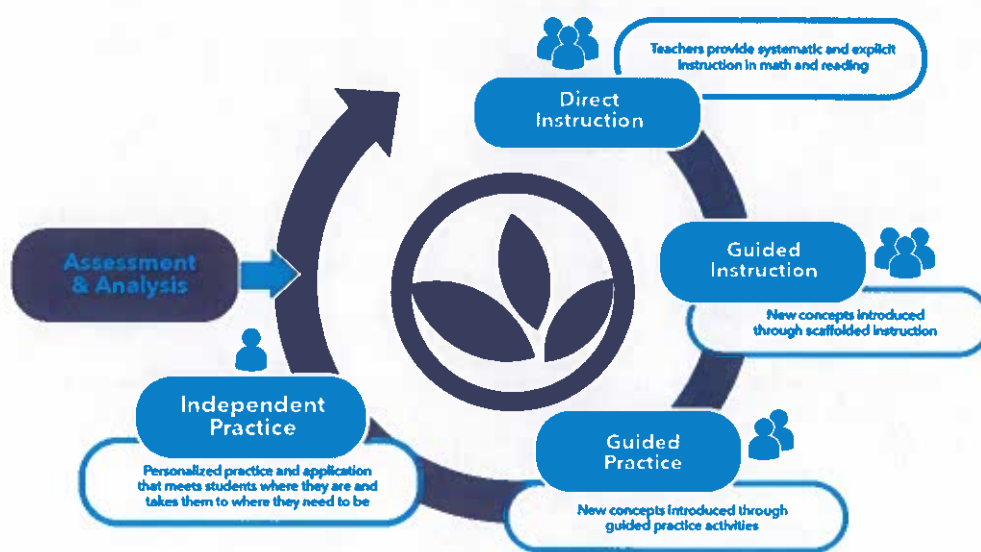 Teachers provide systematic and explicit
instruction in math and reading
Direct
Instruction
Guided
Instruction
New concepts introduced
through scaffolded instruction
Guided
Practice
New concepts introduced through
guided practice activities
Independent
Practice
Personalized practice and application
that meets students where they are and
takes them to where they need to be
Assessment
& Analysis